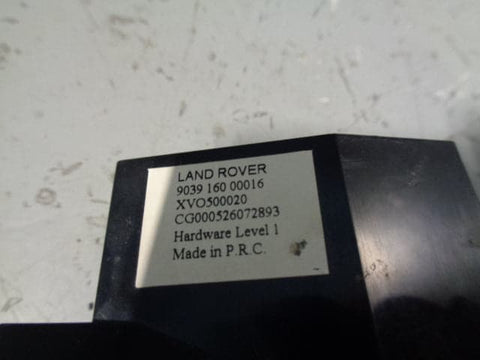 LAND ROVER
9039 160 00016
XVO500020
CG000526072893
Hardware Level 1
Made in P.R.C.